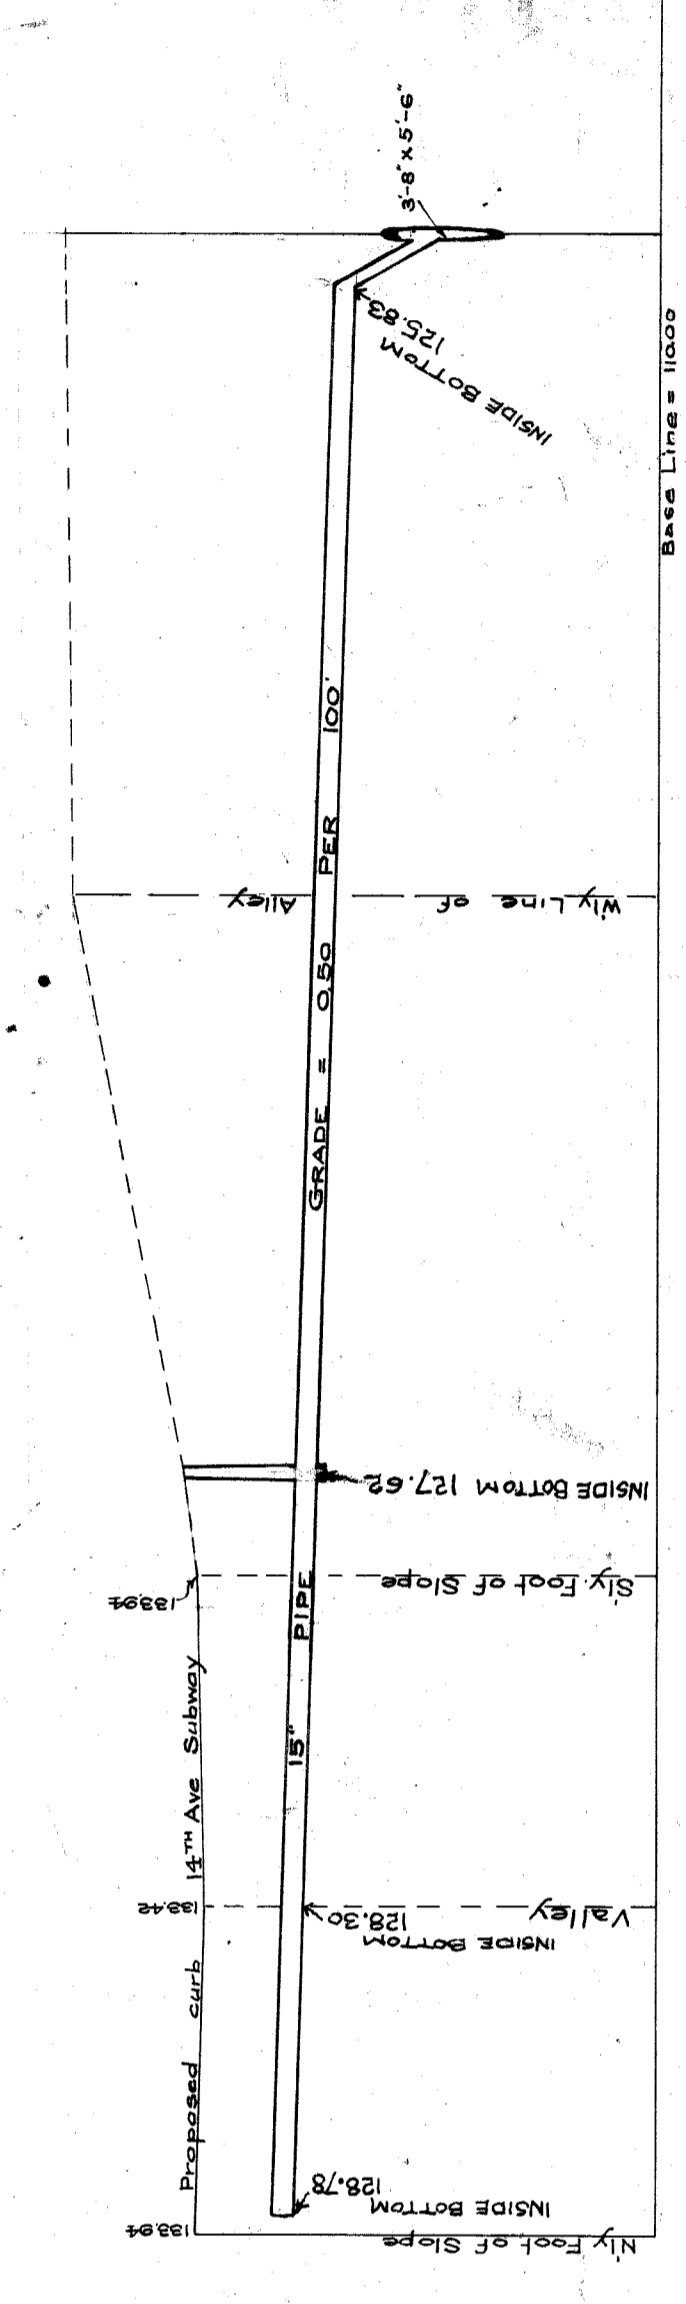 3'-8" x 5'-6"
125.83
INSIDE BOTTOM
Base Line = 110.00
GRADE = 0.50 PER 100'
W'ly Line of Alley
INSIDE BOTTOM 127.62
133.94
S'ly. Foot of Slope
15" PIPE
Proposed curb 14TH Ave Subway
133.42
128.30
INSIDE BOTTOM
Valley
128.78
INSIDE BOTTOM
133.94
N'ly Foot of Slope